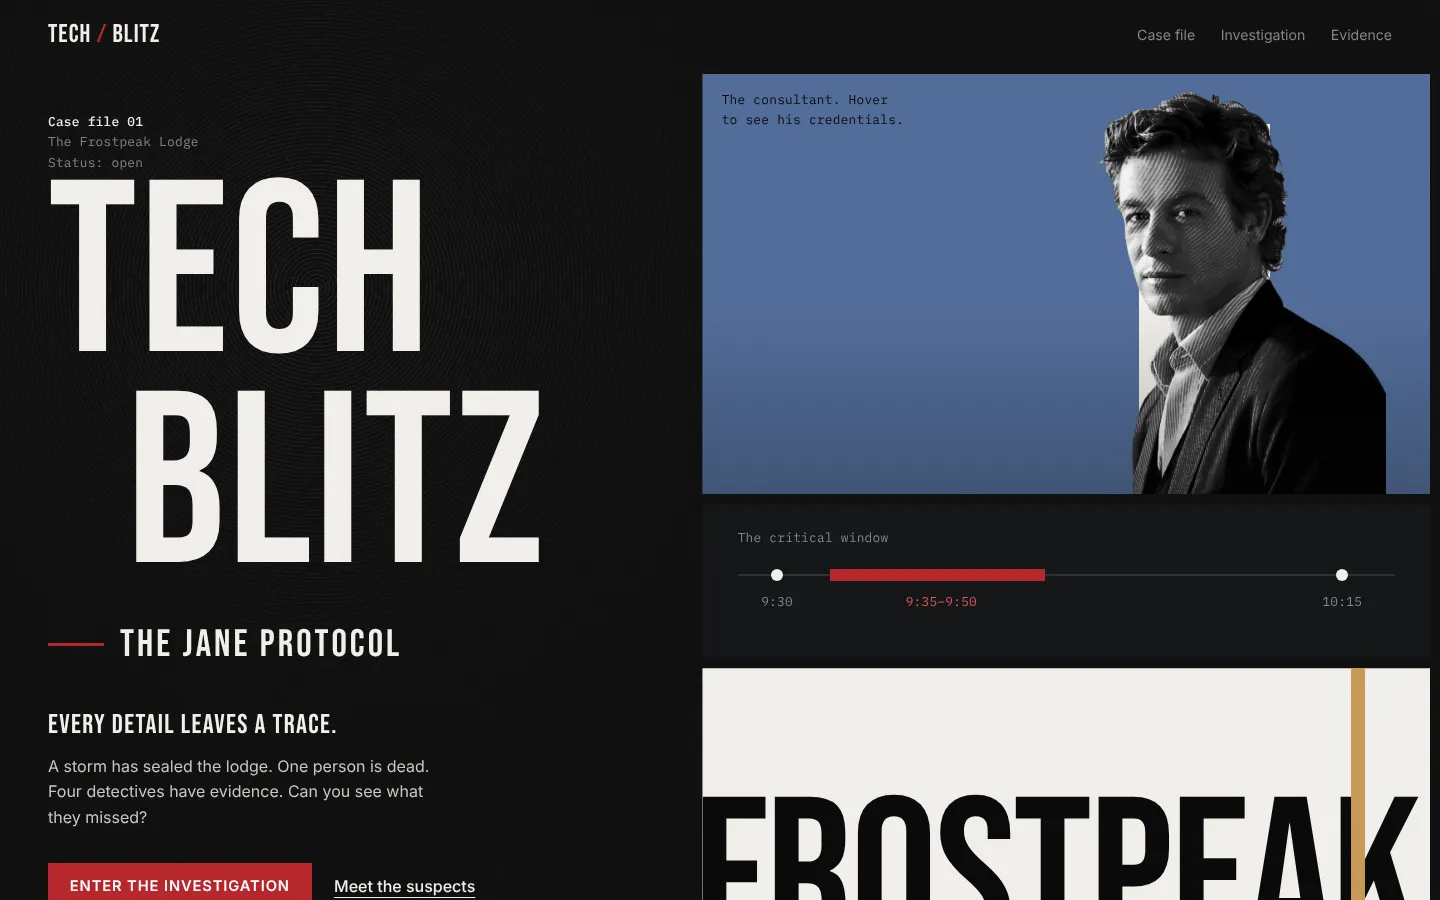 TECH / BLITZ
Case file
Investigation
Evidence
Case file 01
The Frostpeak Lodge
Status: open
TECH
BLITZ
THE JANE PROTOCOL
EVERY DETAIL LEAVES A TRACE.
A storm has sealed the lodge. One person is dead.
Four detectives have evidence. Can you see what
they missed?
ENTER THE INVESTIGATION
Meet the suspects
The consultant. Hover
to see his credentials.
The critical window
9:30
9:35–9:50
10:15
FROSTPEAK